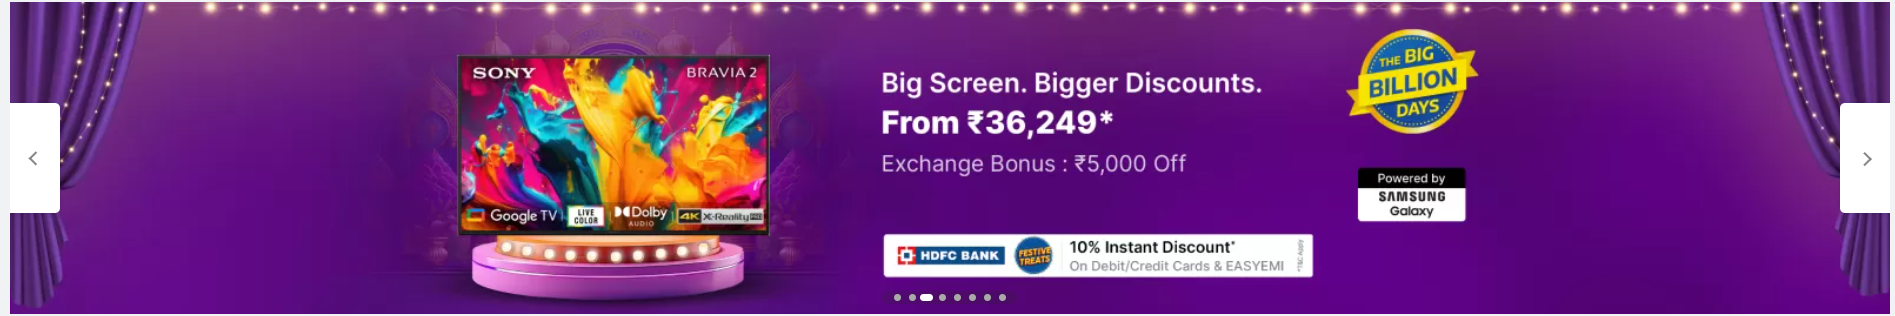 SONY
BRAVIA 2
Google TV
LIVE COLOR
Dolby AUDIO
4K X-Reality PRO
Big Screen. Bigger Discounts.
From ₹36,249*
Exchange Bonus : ₹5,000 Off
HDFC BANK
FESTIVE TREATS
10% Instant Discount*
On Debit/Credit Cards & EASYEMI
*T&C Apply
THE BIG
BILLION
DAYS
Powered by
SAMSUNG
Galaxy